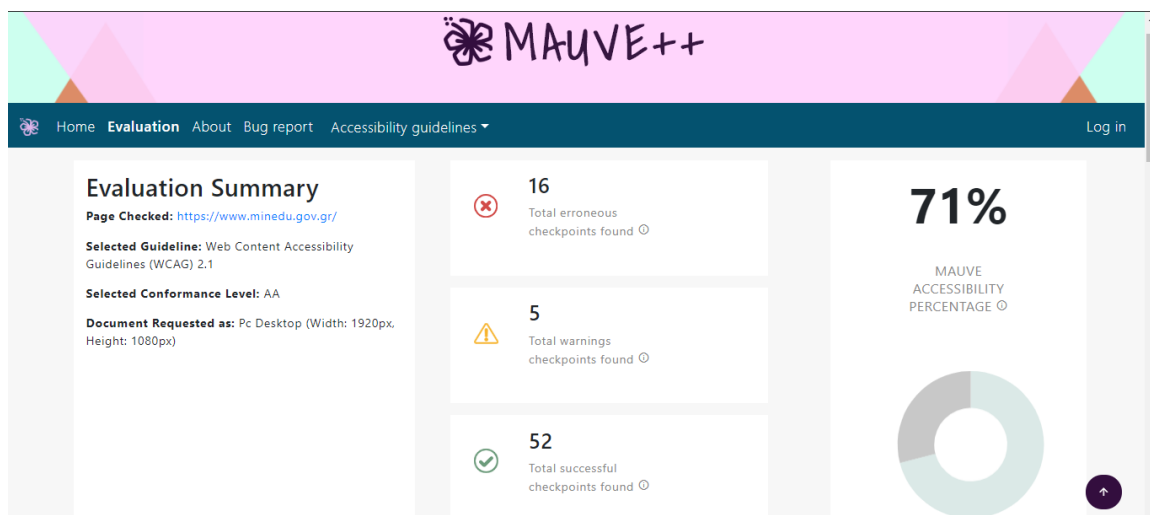 MAUVE++
Home Evaluation About Bug report Accessibility guidelines Log in
Evaluation Summary
Page Checked: https://www.minedu.gov.gr/
Selected Guideline: Web Content Accessibility
Guidelines (WCAG) 2.1
Selected Conformance Level: AA
Document Requested as: Pc Desktop (Width: 1920px,
Height: 1080px)
16
Total erroneous
checkpoints found
5
Total warnings
checkpoints found
52
Total successful
checkpoints found
71%
MAUVE
ACCESSIBILITY
PERCENTAGE